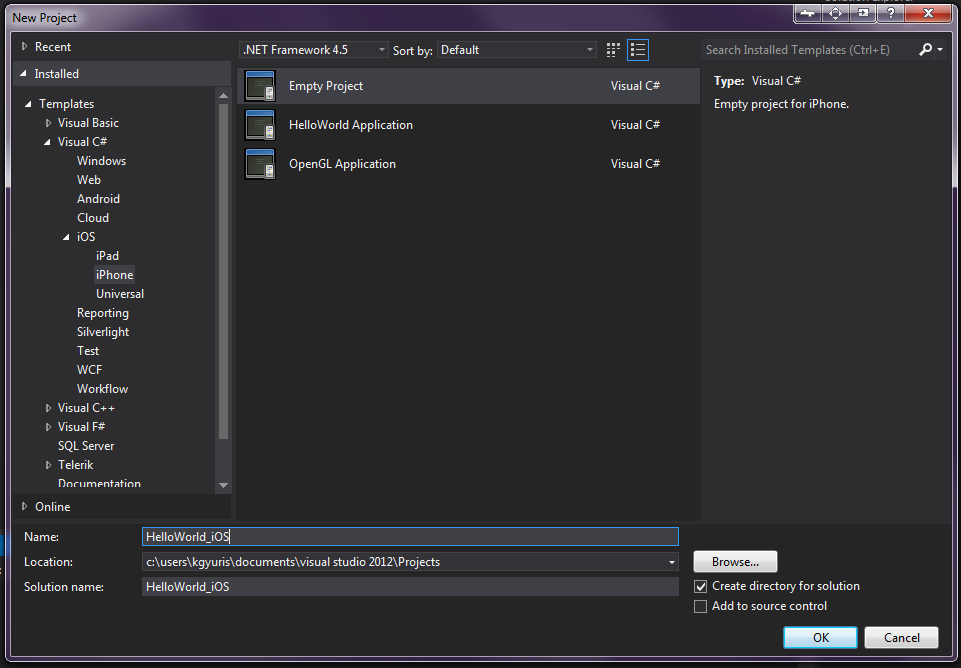 New Project
?
Recent
Installed
Templates
Visual Basic
Visual C#
Windows
Web
Android
Cloud
iOS
iPad
iPhone
Universal
Reporting
Silverlight
Test
WCF
Workflow
Visual C++
Visual F#
SQL Server
Telerik
Documentation
Online
.NET Framework 4.5
Sort by:
Default
Empty Project Visual C#
HelloWorld Application Visual C#
OpenGL Application Visual C#
Search Installed Templates (Ctrl+E)
Type: Visual C#
Empty project for iPhone.
Name: HelloWorld_iOS
Location: c:\users\kgyuris\documents\visual studio 2012\Projects
Browse...
Solution name: HelloWorld_iOS
Create directory for solution
Add to source control
OK
Cancel